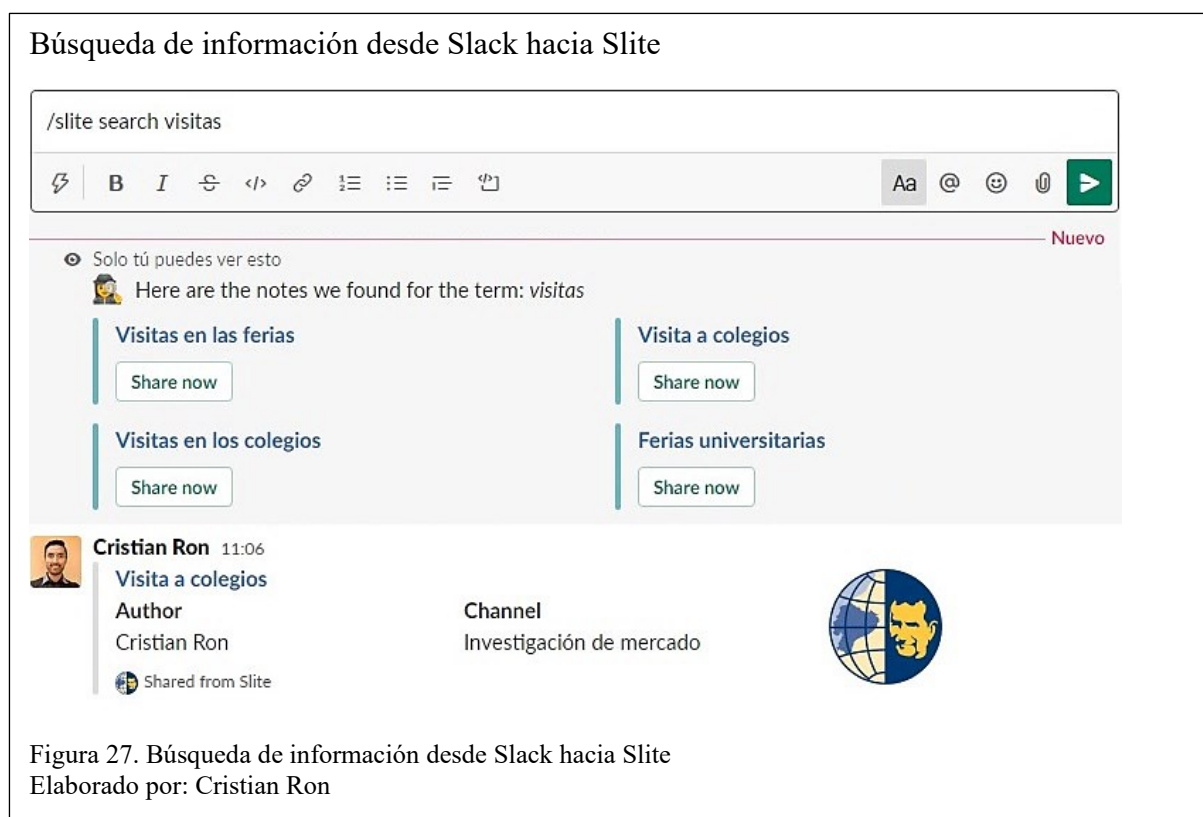 Búsqueda de información desde Slack hacia Slite
/slite search visitas
B I S </> Aa @
Nuevo
Solo tú puedes ver esto
Here are the notes we found for the term: visitas
Visitas en las ferias
Share now
Visita a colegios
Share now
Visitas en los colegios
Share now
Ferias universitarias
Share now
Cristian Ron 11:06
Visita a colegios
Author
Cristian Ron
Channel
Investigación de mercado
Shared from Slite
Figura 27. Búsqueda de información desde Slack hacia Slite
Elaborado por: Cristian Ron